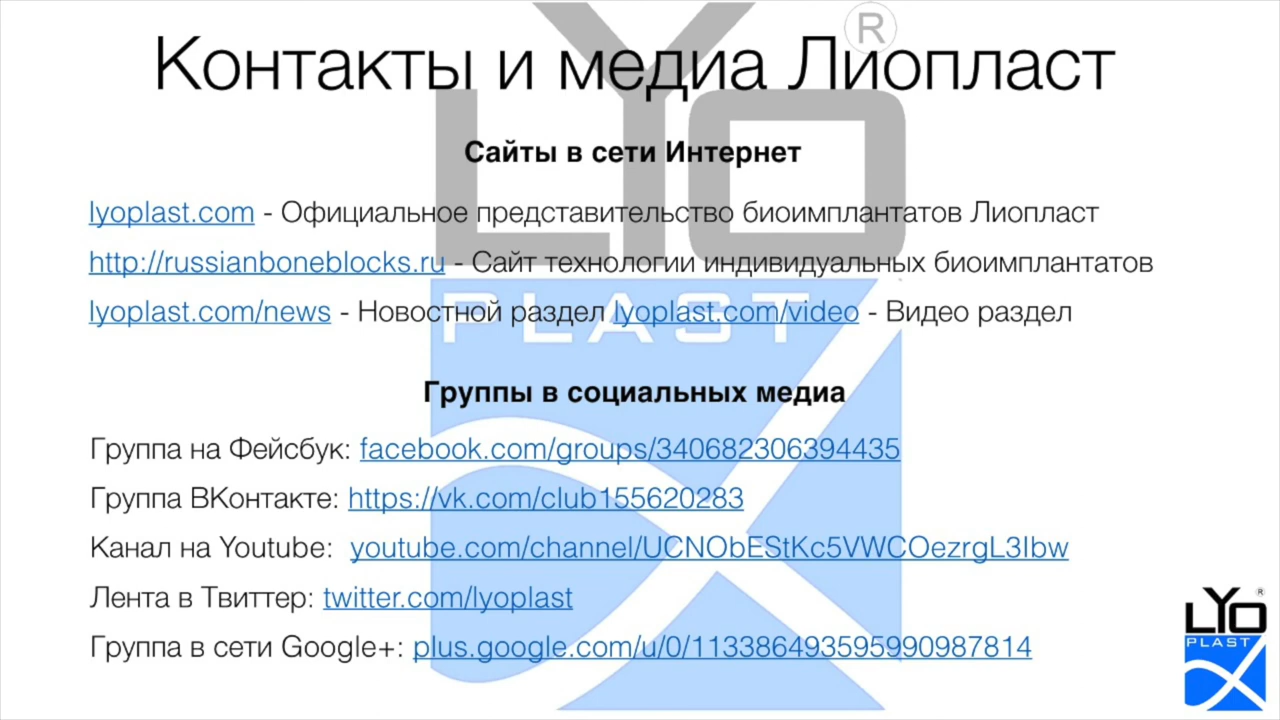 Контакты и медиа Лиопласт
Сайты в сети Интернет
lyoplast.com - Официальное представительство биоимплантатов Лиопласт
http://russianboneblocks.ru - Сайт технологии индивидуальных биоимплантатов
lyoplast.com/news - Новостной раздел lyoplast.com/video - Видео раздел
Группы в социальных медиа
Группа на Фейсбук: facebook.com/groups/340682306394435
Группа ВКонтакте: https://vk.com/club155620283
Канал на Youtube: youtube.com/channel/UCNObEStKc5VWCOezrgL3Ibw
Лента в Твиттер: twitter.com/lyoplast
Группа в сети Google+: plus.google.com/u/0/113386493595990987814
LYO ®
PLAST
LYO ®
PLAST